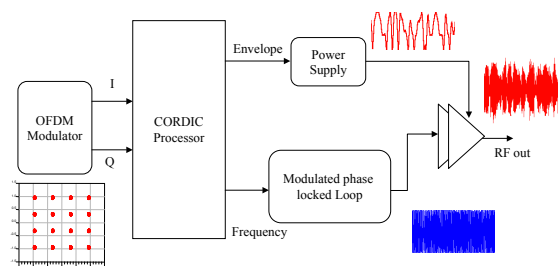 Envelope
Power
Supply
I
OFDM
Modulator
CORDIC
Processor
Q
RF out
Modulated phase
locked Loop
Frequency